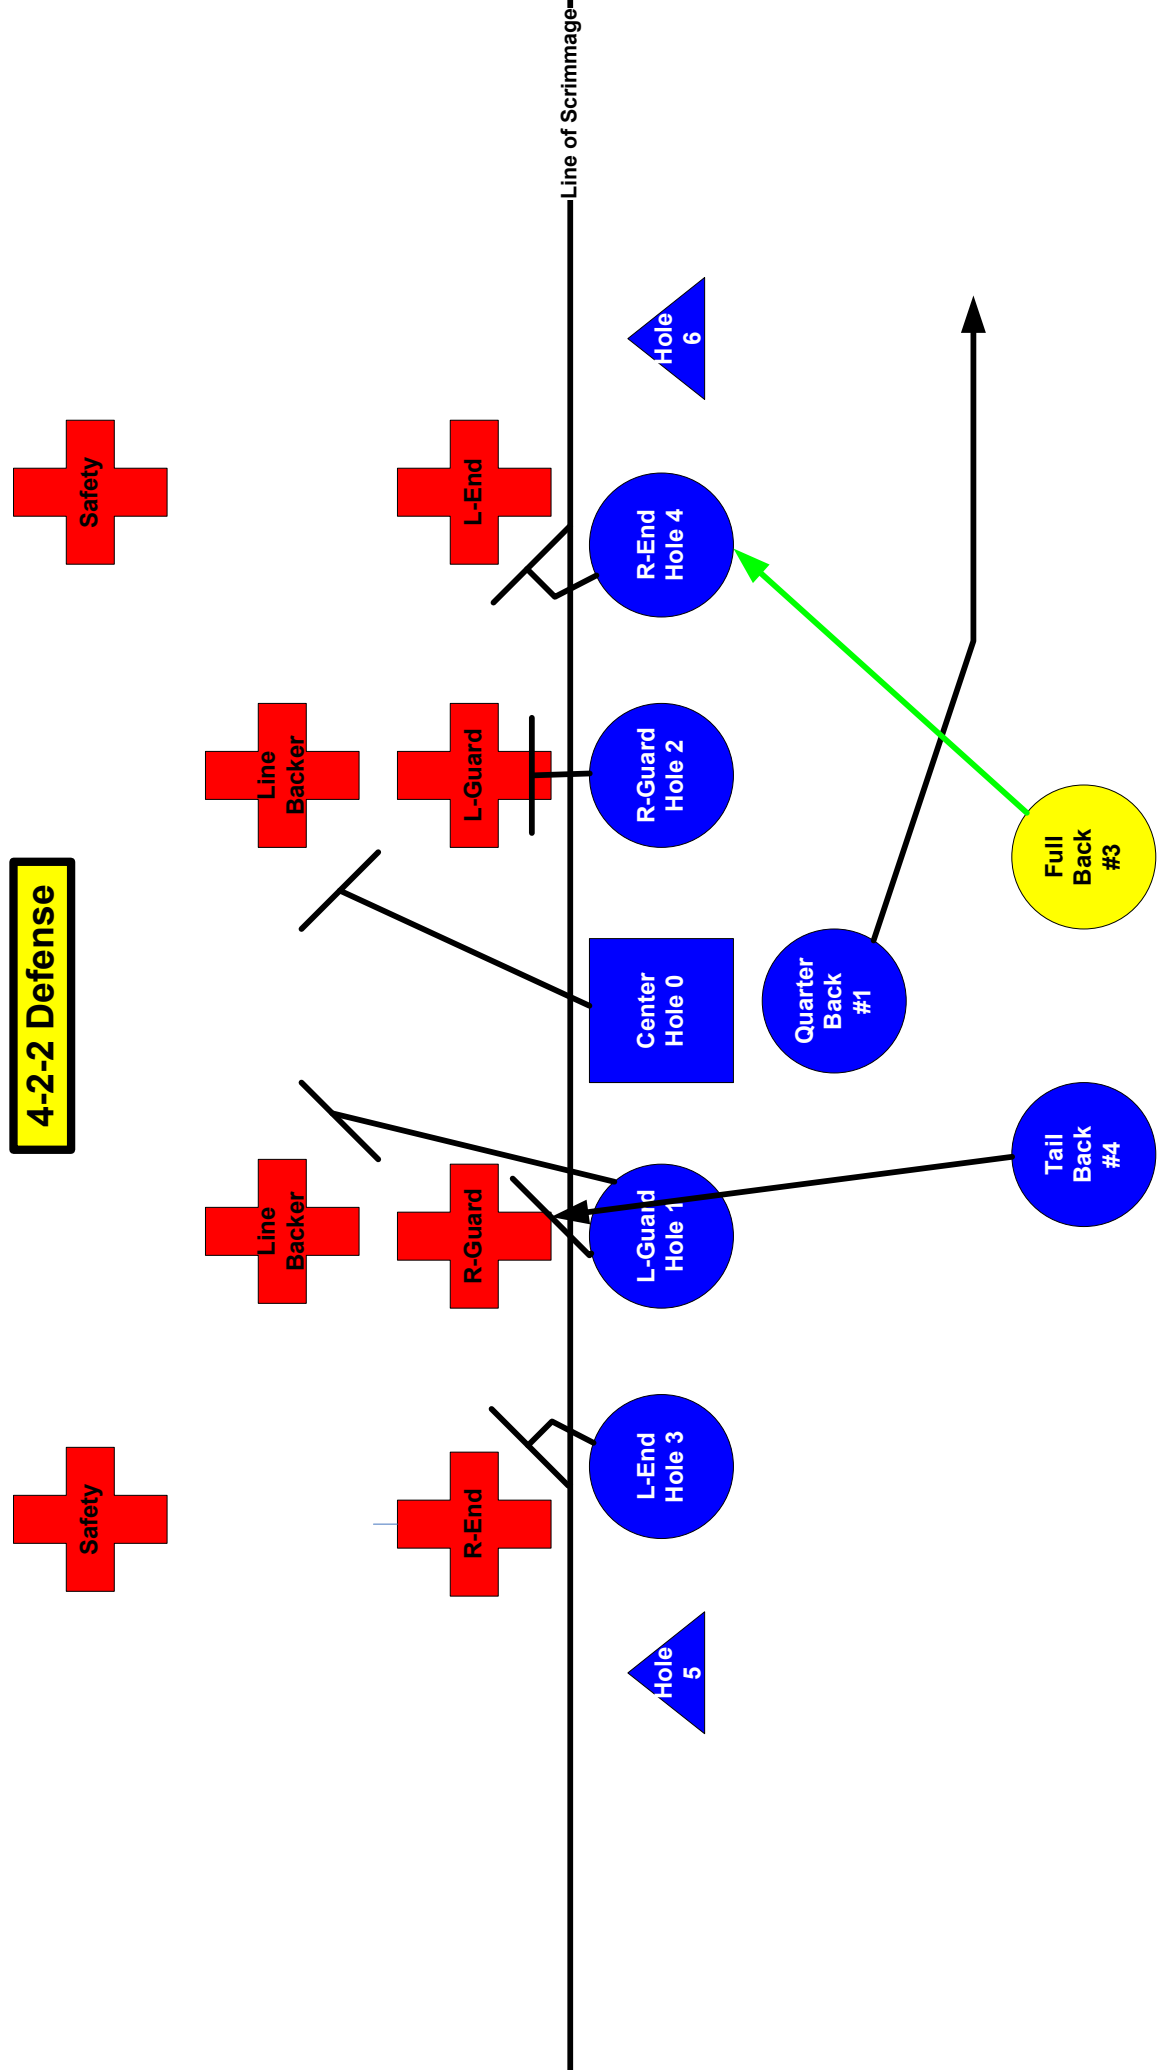 4-2-2 Defense
Safety
Safety
Line
Backer
Line
Backer
R-End
R-Guard
L-Guard
L-End
Line of Scrimmage
Hole
5
L-End
Hole 3
L-Guard
Hole 1
Center
Hole 0
R-Guard
Hole 2
R-End
Hole 4
Hole
6
Quarter
Back
#1
Tail
Back
#4
Full
Back
#3